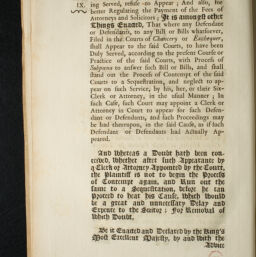 IX. ing Served, refuse to Appear ; And also, for
better Regulating the Payment of the Fees of
Attorneys and Solicitors ; It is amongst other
Things Enacted, That where any Defendant
or Defendants, to any Bill or Bills whatsoever,
Filed in the Courts of Chancery or Exchequer,
shall Appear to the said Courts, to have been
Duly Served, according to the present Course or
Practice of the said Courts, with Process of
Subpœna to answer such Bill or Bills, and shall
stand out the Process of Contempt of the said
Courts to a Sequestration, and neglect to ap-
pear on such Service, by his, her, or their Six-
Clerk or Attorney, in the usual Manner ; In
such Case, such Court may appoint a Clerk or
Attorney in Court to appear for such Defen-
dant or Defendants, and such Proceedings may
be had thereupon, in the said Cause, as if such
Defendant or Defendants had Actually Ap-
peared.
And Whereas a Doubt hath been con-
ceived, Whether after such Appearance by
a Clerk or Attorney Appointed by the Court,
the Plaintiff is not to begin the Process
of Contempt again, and Run out the
same to a Sequestration, before he can
Proceed to hear his Cause, Which Would
be a great and unnecessary Delay and
Expence to the Suitor ; For Removal of
Which Doubt,
Be it Enacted and Declared by the King's
Most Excellent Majesty, by and With the
Advice